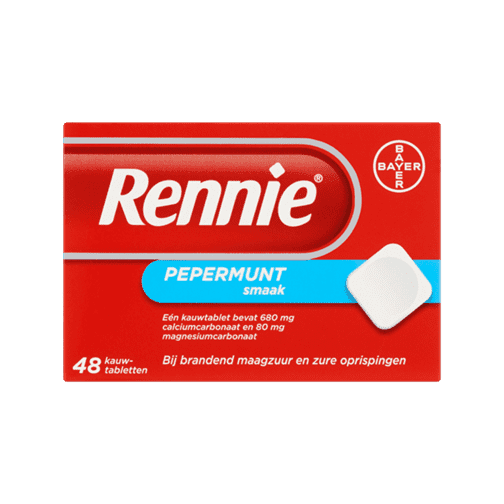 Rennie®
BAYER
BAYER
PEPERMUNT
smaak
Eén kauwtablet bevat 680 mg
calciumcarbonaat en 80 mg
magnesiumcarbonaat
48 kauw-
tabletten
Bij brandend maagzuur en zure oprispingen